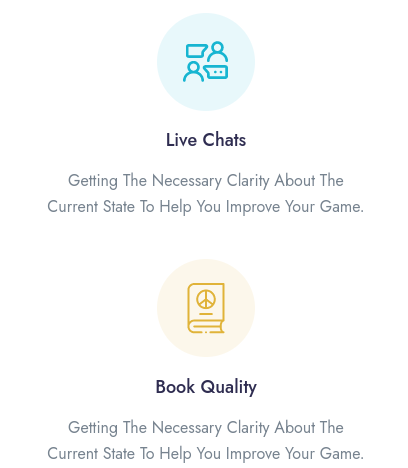 Live Chats
Getting The Necessary Clarity About The
Current State To Help You Improve Your Game.
Book Quality
Getting The Necessary Clarity About The
Current State To Help You Improve Your Game.